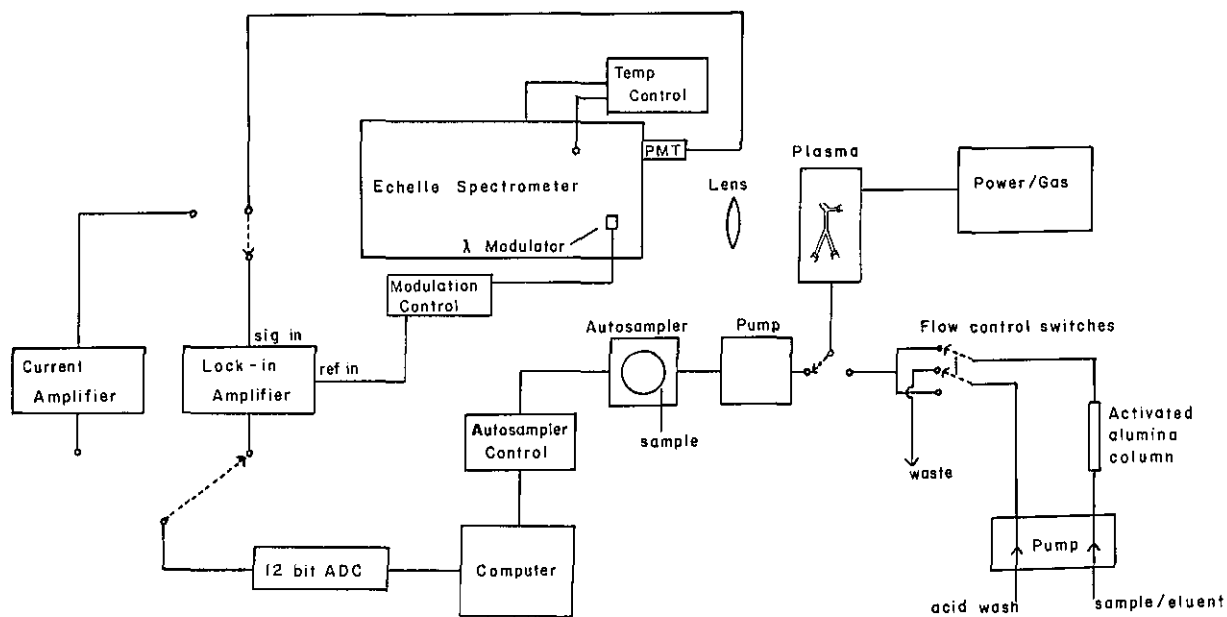 Temp
Control
PMT
Echelle Spectrometer
λ Modulator
Lens
Plasma
Power/Gas
Modulation
Control
sig in
ref in
Current
Amplifier
Lock-in
Amplifier
Autosampler
sample
Pump
Flow control switches
waste
Activated
alumina
column
Autosampler
Control
12 bit ADC
Computer
Pump
acid wash
sample/eluent